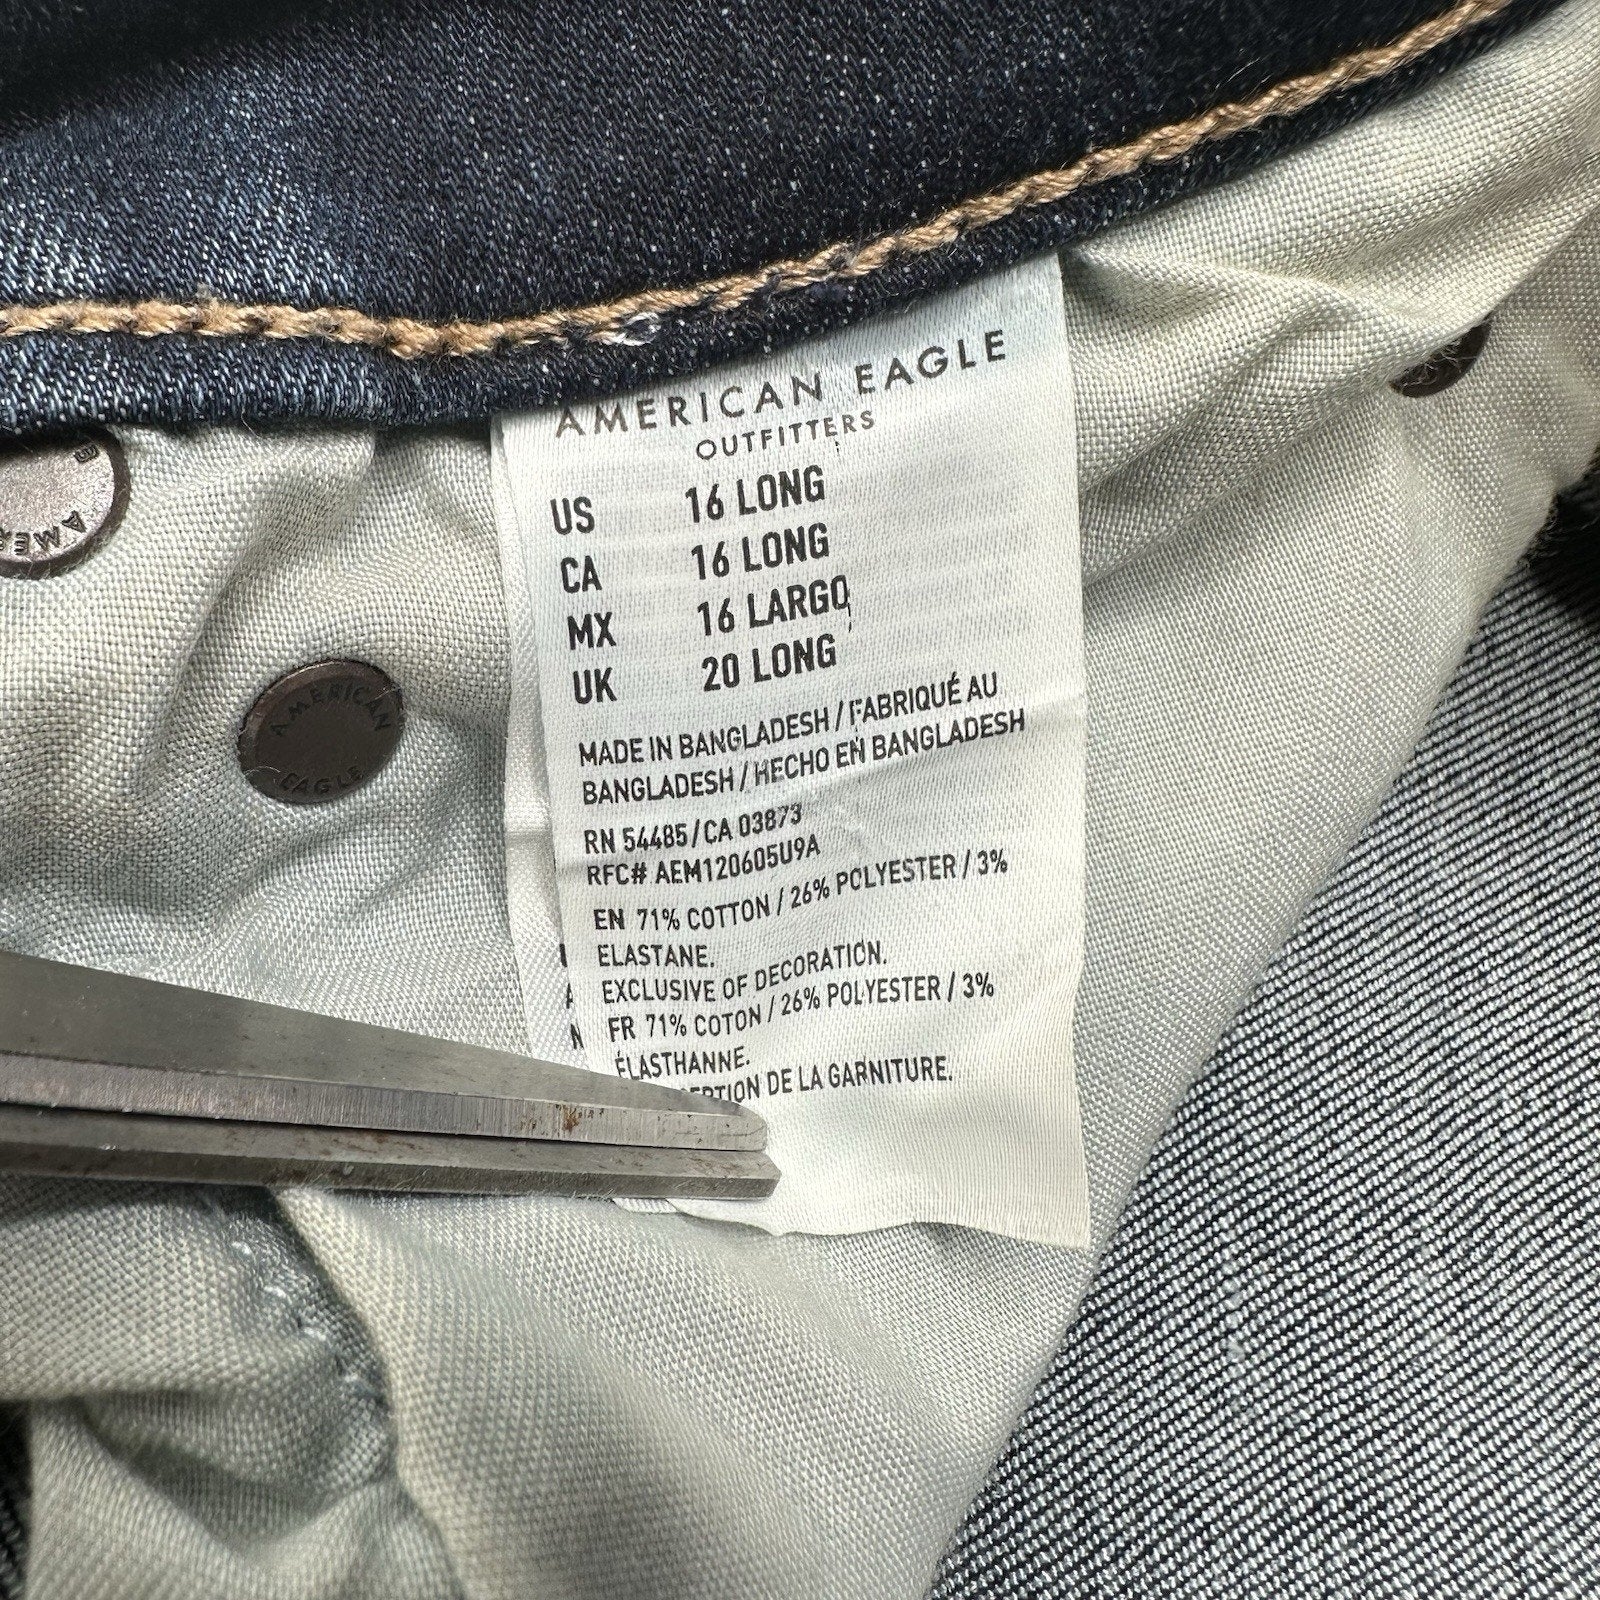 AMERICAN EAGLE
OUTFITTERS
US 16 LONG
CA 16 LONG
MX 16 LARGO
UK 20 LONG
MADE IN BANGLADESH / FABRIQUÉ AU
BANGLADESH / HECHO EN BANGLADESH
RN 54485/CA 03873
RFC# AEM120605U9A
EN 71% COTTON / 26% POLYESTER / 3%
ELASTANE.
EXCLUSIVE OF DECORATION.
FR 71% COTON / 26% POLYESTER / 3%
ÉLASTHANNE.
DE LA GARNITURE.
AMERICAN
EAGLE